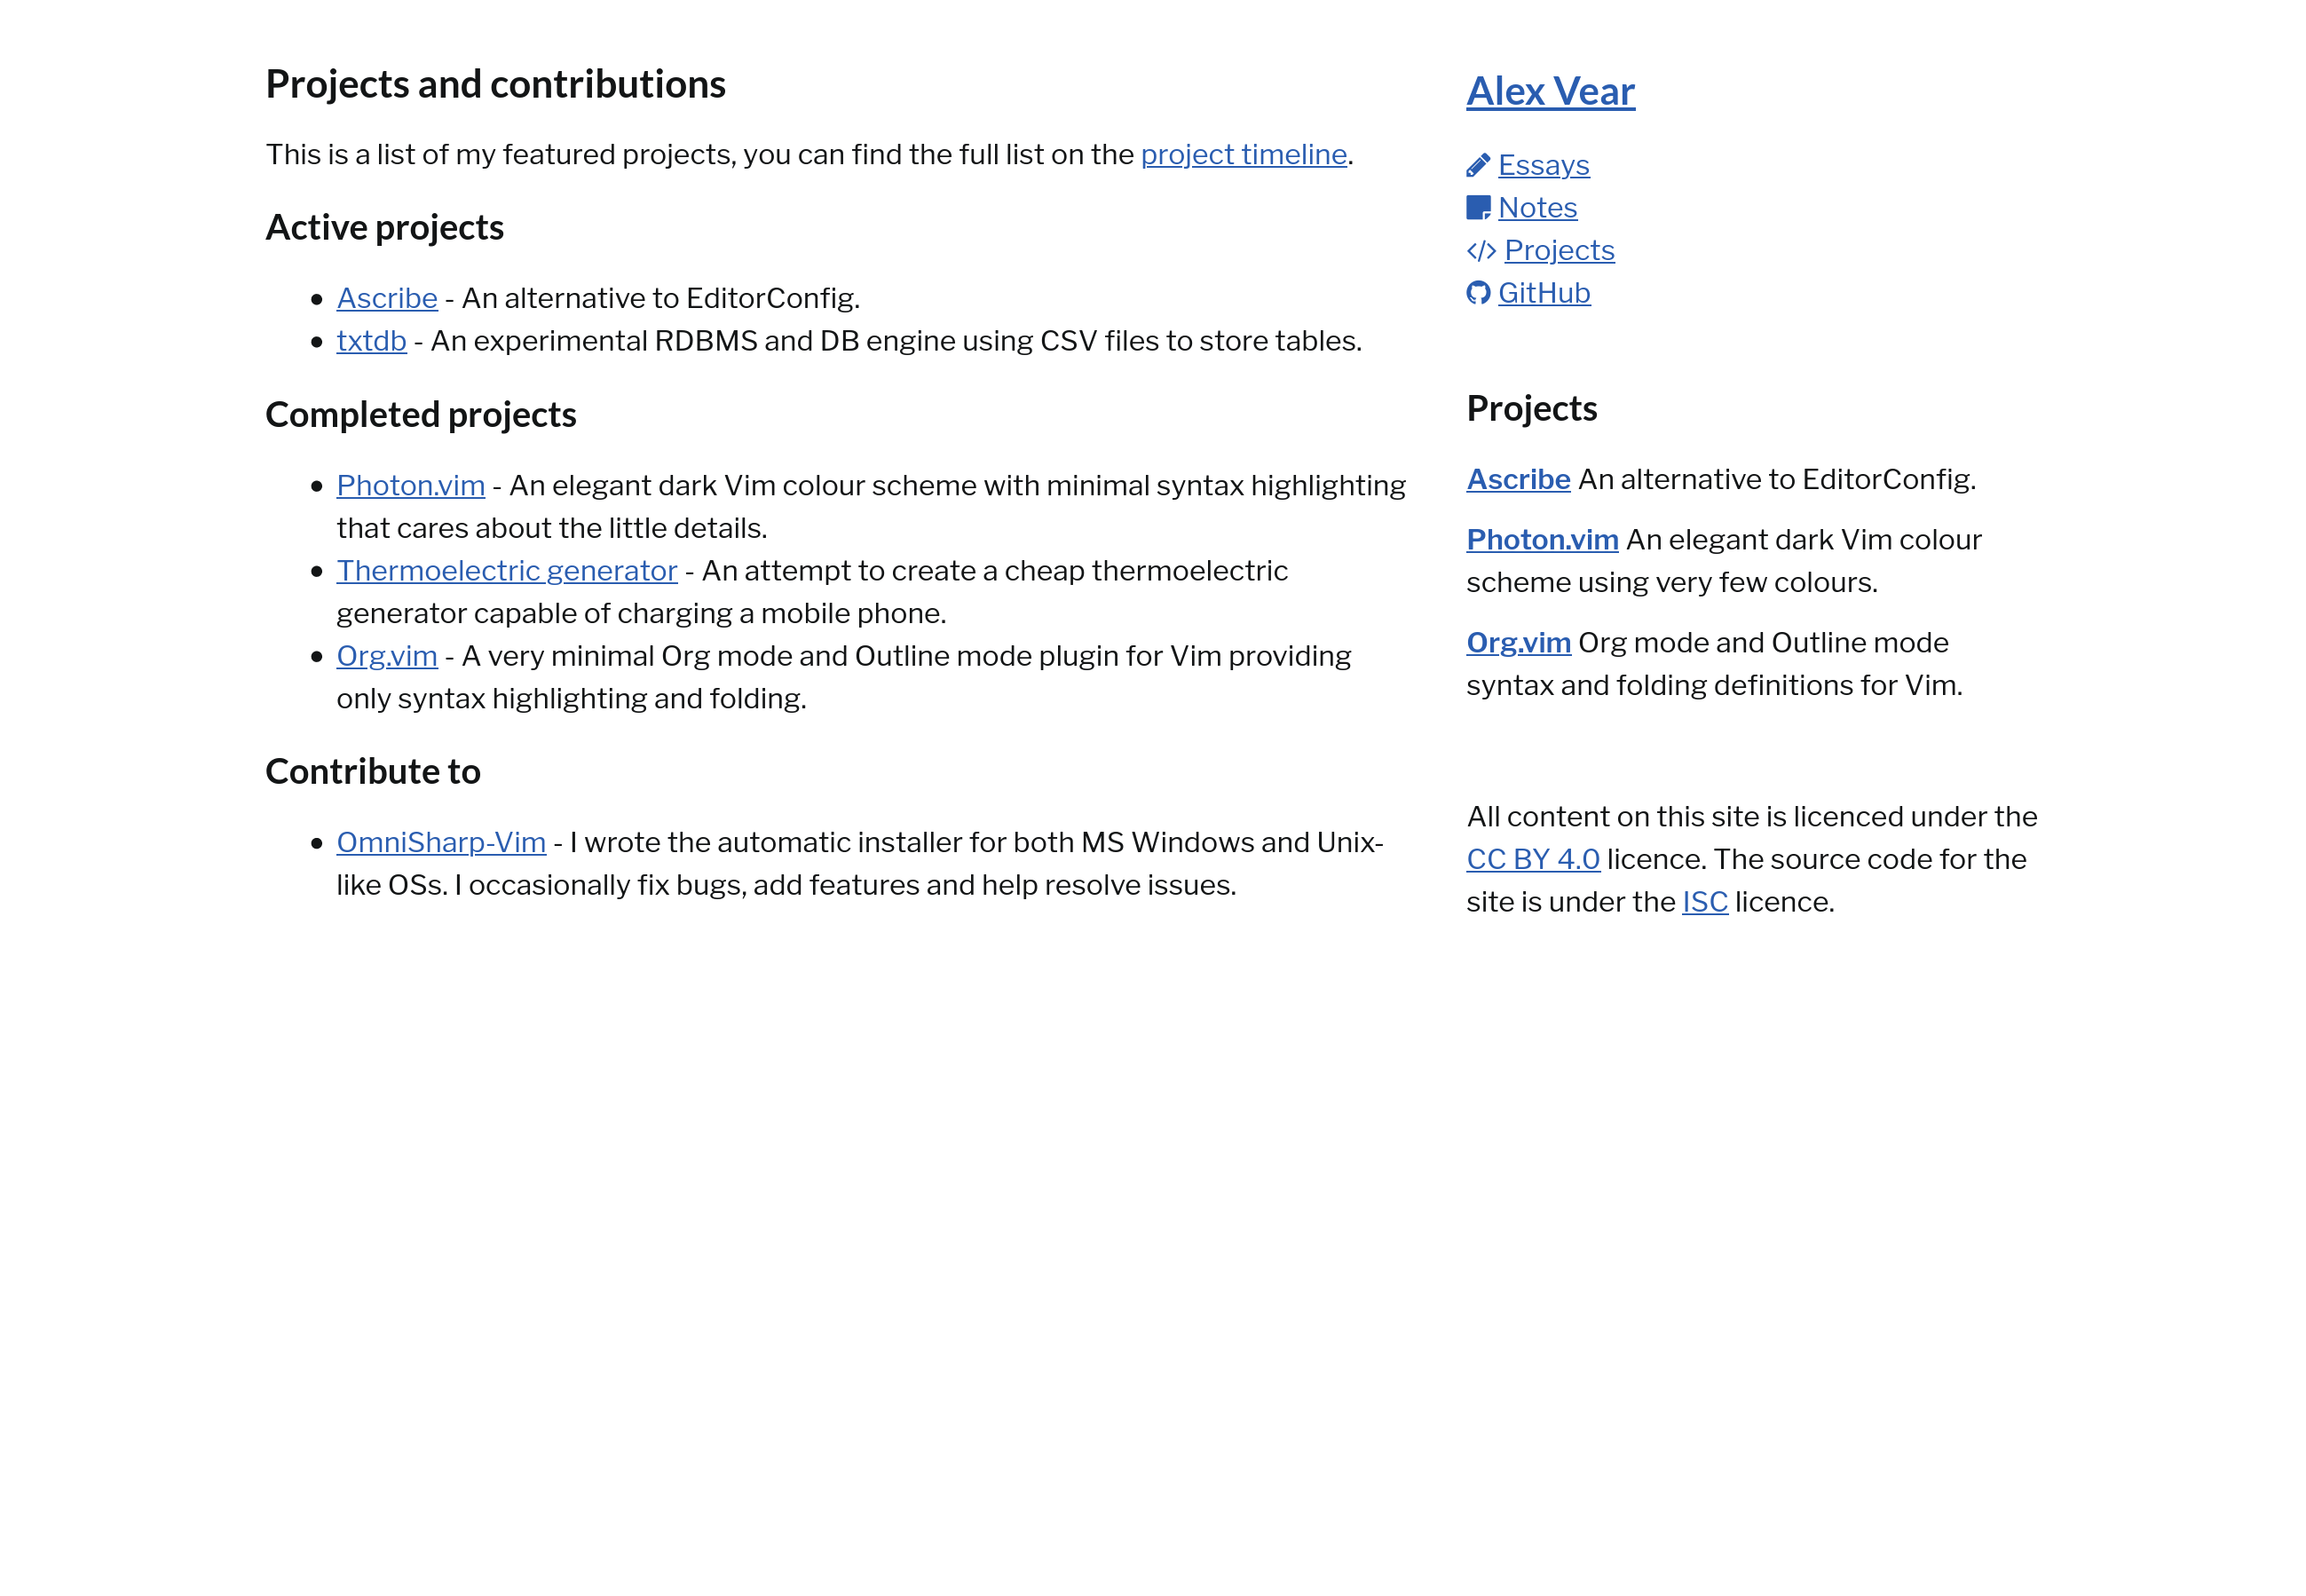 Projects and contributions
This is a list of my featured projects, you can find the full list on the project timeline.
Active projects
Ascribe - An alternative to EditorConfig.
txtdb - An experimental RDBMS and DB engine using CSV files to store tables.
Completed projects
Photon.vim - An elegant dark Vim colour scheme with minimal syntax highlighting
that cares about the little details.
Thermoelectric generator - An attempt to create a cheap thermoelectric
generator capable of charging a mobile phone.
Org.vim - A very minimal Org mode and Outline mode plugin for Vim providing
only syntax highlighting and folding.
Contribute to
OmniSharp-Vim - I wrote the automatic installer for both MS Windows and Unix-
like OSs. I occasionally fix bugs, add features and help resolve issues.
Alex Vear
Essays
Notes
Projects
GitHub
Projects
Ascribe An alternative to EditorConfig.
Photon.vim An elegant dark Vim colour
scheme using very few colours.
Org.vim Org mode and Outline mode
syntax and folding definitions for Vim.
All content on this site is licenced under the
CC BY 4.0 licence. The source code for the
site is under the ISC licence.